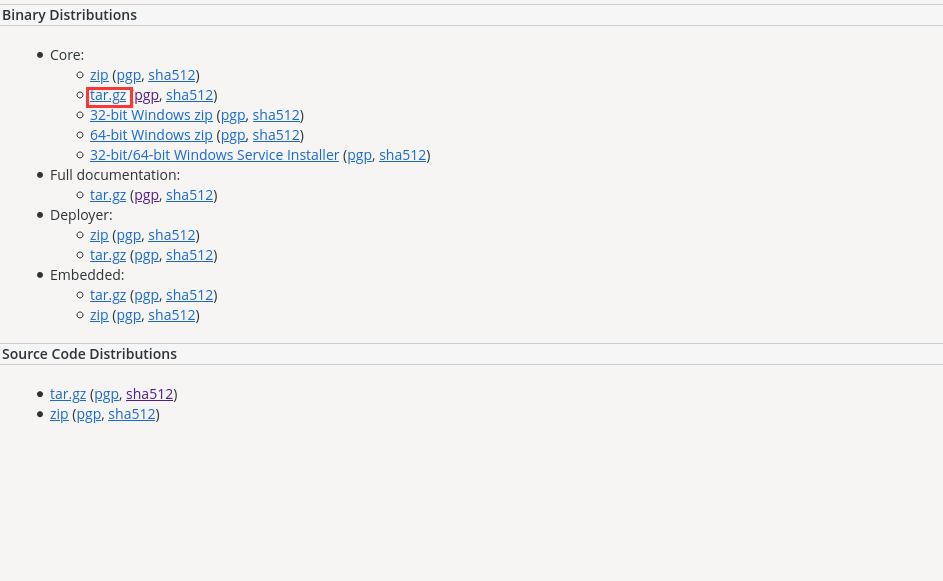 Binary Distributions
Core:
zip (pgp, sha512)
tar.gz (pgp, sha512)
32-bit Windows zip (pgp, sha512)
64-bit Windows zip (pgp, sha512)
32-bit/64-bit Windows Service Installer (pgp, sha512)
Full documentation:
tar.gz (pgp, sha512)
Deployer:
zip (pgp, sha512)
tar.gz (pgp, sha512)
Embedded:
tar.gz (pgp, sha512)
zip (pgp, sha512)
Source Code Distributions
tar.gz (pgp, sha512)
zip (pgp, sha512)